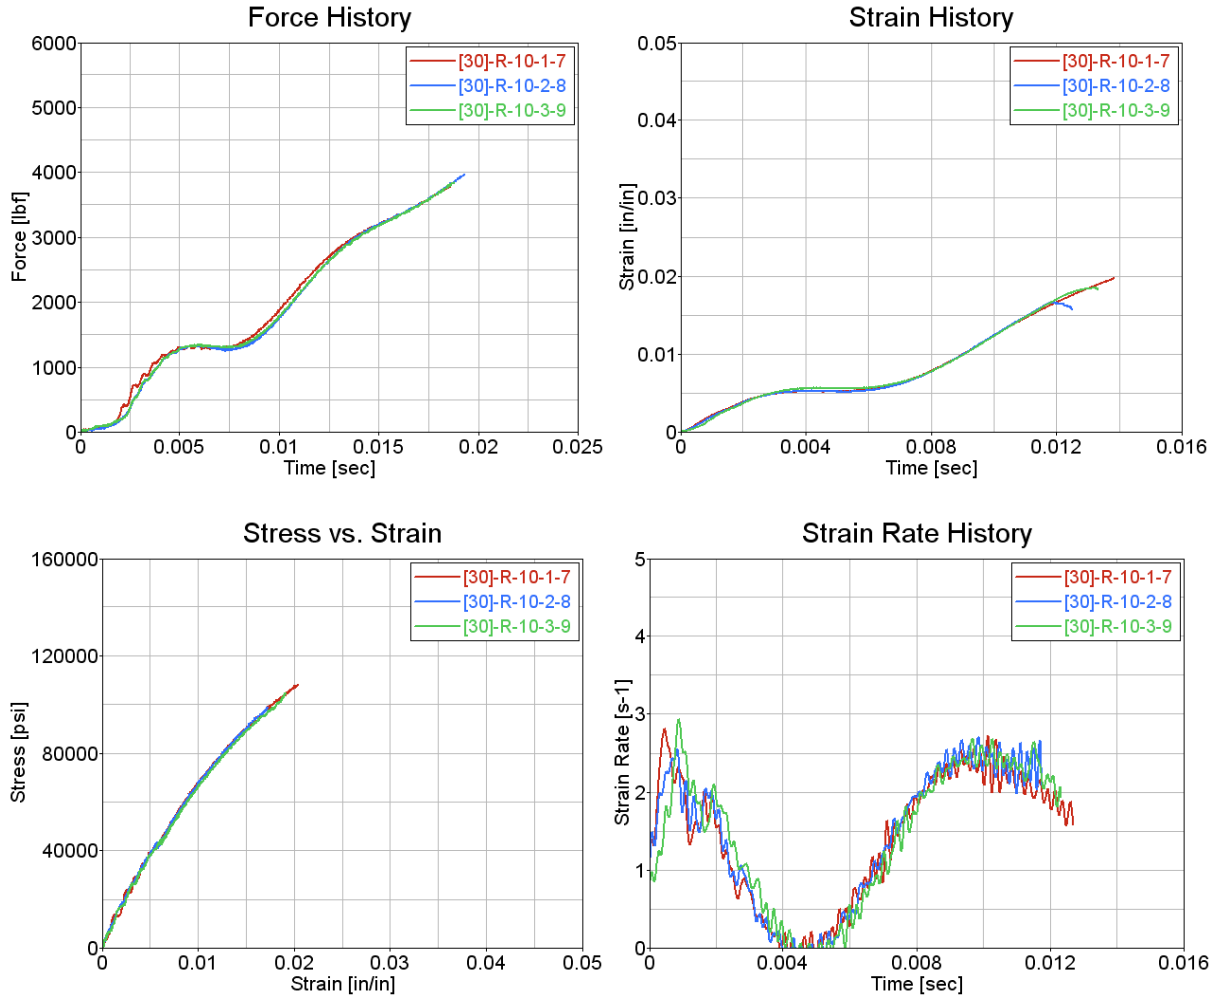 Force History
6000
5000
4000
3000
2000
1000
0
Force [lbf]
[30]-R-10-1-7
[30]-R-10-2-8
[30]-R-10-3-9
0 0.005 0.01 0.015 0.02 0.025
Time [sec]
Strain History
0.05
0.04
0.03
0.02
0.01
0
Strain [in/in]
[30]-R-10-1-7
[30]-R-10-2-8
[30]-R-10-3-9
0 0.004 0.008 0.012 0.016
Time [sec]
Stress vs. Strain
160000
120000
80000
40000
0
Stress [psi]
[30]-R-10-1-7
[30]-R-10-2-8
[30]-R-10-3-9
0 0.01 0.02 0.03 0.04 0.05
Strain [in/in]
Strain Rate History
5
4
3
2
1
0
Strain Rate [s-1]
[30]-R-10-1-7
[30]-R-10-2-8
[30]-R-10-3-9
0 0.004 0.008 0.012 0.016
Time [sec]